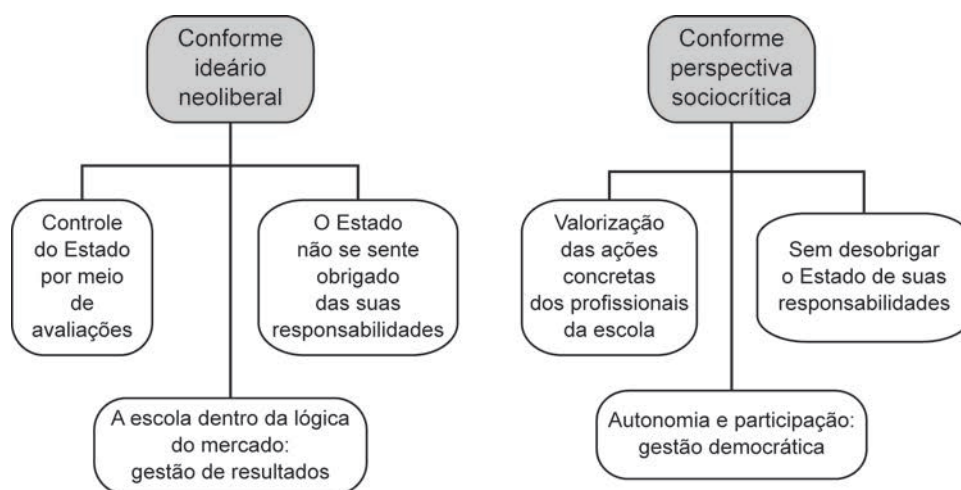 Conforme
ideário
neoliberal
Controle
do Estado
por meio
de
avaliações
O Estado
não se sente
obrigado
das suas
responsabilidades
A escola dentro da lógica
do mercado:
gestão de resultados
Conforme
perspectiva
sociocrítica
Valorização
das ações
concretas
dos profissionais
da escola
Sem desobrigar
o Estado de suas
responsabilidades
Autonomia e participação:
gestão democrática